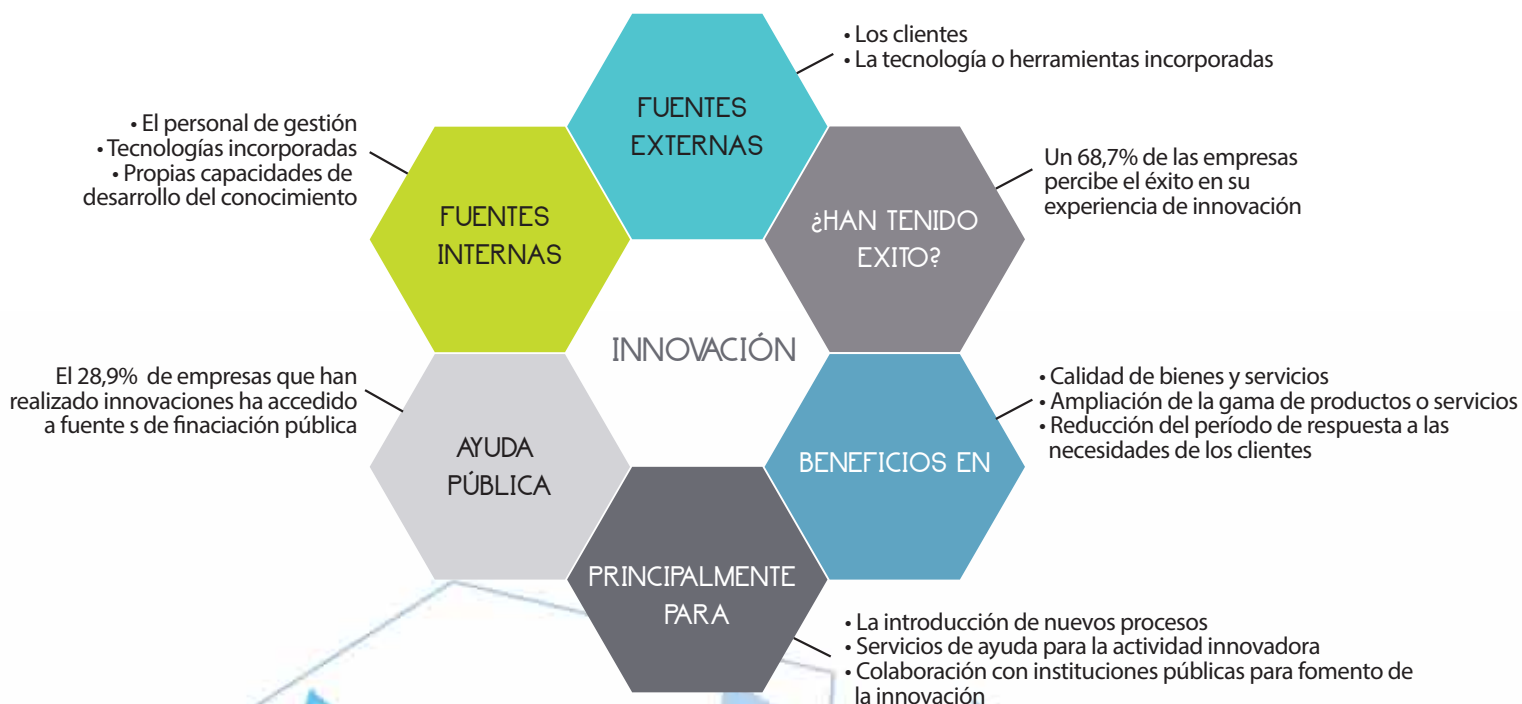 • Los clientes
• La tecnología o herramientas incorporadas
FUENTES
EXTERNAS
• El personal de gestión
• Tecnologías incorporadas
• Propias capacidades de
desarrollo del conocimiento
FUENTES
INTERNAS
¿HAN TENIDO
EXITO?
Un 68,7% de las empresas
percibe el éxito en su
experiencia de innovación
INNOVACIÓN
El 28,9% de empresas que han
realizado innovaciones ha accedido
a fuente s de finaciación pública
AYUDA
PÚBLICA
BENEFICIOS EN
• Calidad de bienes y servicios
• Ampliación de la gama de productos o servicios
• Reducción del período de respuesta a las
necesidades de los clientes
PRINCIPALMENTE
PARA
• La introducción de nuevos procesos
• Servicios de ayuda para la actividad innovadora
• Colaboración con instituciones públicas para fomento de
la innovación